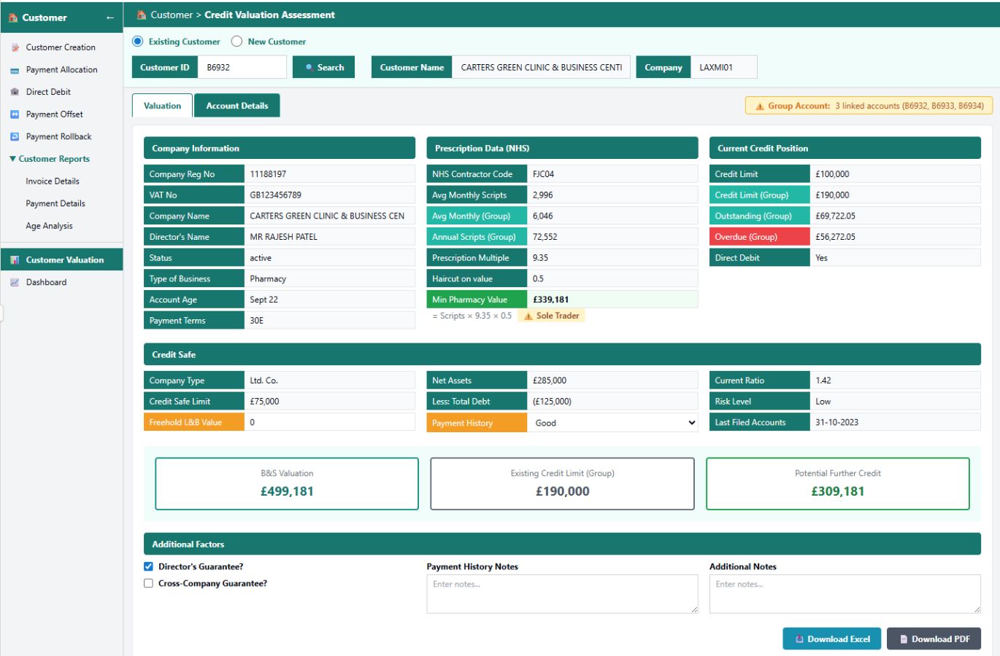 Customer ←
Customer Creation
Payment Allocation
Direct Debit
Payment Offset
Payment Rollback
▼ Customer Reports
Invoice Details
Payment Details
Age Analysis
Customer Valuation
Dashboard
Customer > Credit Valuation Assessment
Existing Customer New Customer
Customer ID B6932 Search Customer Name CARTERS GREEN CLINIC & BUSINESS CENTI Company LAXMI01
Valuation Account Details Group Account: 3 linked accounts (B6932, B6933, B6934)
Company Information
Company Reg No 11188197
VAT No GB123456789
Company Name CARTERS GREEN CLINIC & BUSINESS CEN
Director's Name MR RAJESH PATEL
Status active
Type of Business Pharmacy
Account Age Sept 22
Payment Terms 30E
Prescription Data (NHS)
NHS Contractor Code FJC04
Avg Monthly Scripts 2,996
Avg Monthly (Group) 6,046
Annual Scripts (Group) 72,552
Prescription Multiple 9.35
Haircut on value 0.5
Min Pharmacy Value £339,181
= Scripts × 9.35 × 0.5 Sole Trader
Current Credit Position
Credit Limit £100,000
Credit Limit (Group) £190,000
Outstanding (Group) £69,722.05
Overdue (Group) £56,272.05
Direct Debit Yes
Credit Safe
Company Type Ltd. Co.
Credit Safe Limit £75,000
Freehold L&B Value 0
Net Assets £285,000
Less: Total Debt (£125,000)
Payment History Good
Current Ratio 1.42
Risk Level Low
Last Filed Accounts 31-10-2023
B&S Valuation
£499,181
Existing Credit Limit (Group)
£190,000
Potential Further Credit
£309,181
Additional Factors
Director's Guarantee?
Cross-Company Guarantee?
Payment History Notes
Enter notes...
Additional Notes
Enter notes...
Download Excel Download PDF